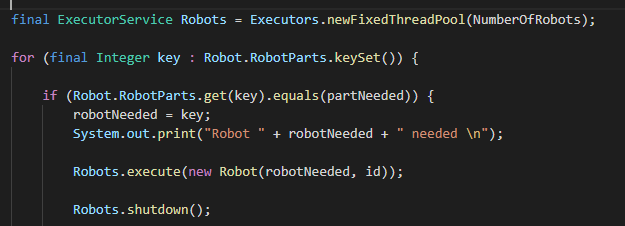 final ExecutorService Robots = Executors.newFixedThreadPool(NumberOfRobots);
for (final Integer key : Robot.RobotParts.keySet()) {
if (Robot.RobotParts.get(key).equals(partNeeded)) {
robotNeeded = key;
System.out.print("Robot " + robotNeeded + " needed \n");
Robots.execute(new Robot(robotNeeded, id));
Robots.shutdown();